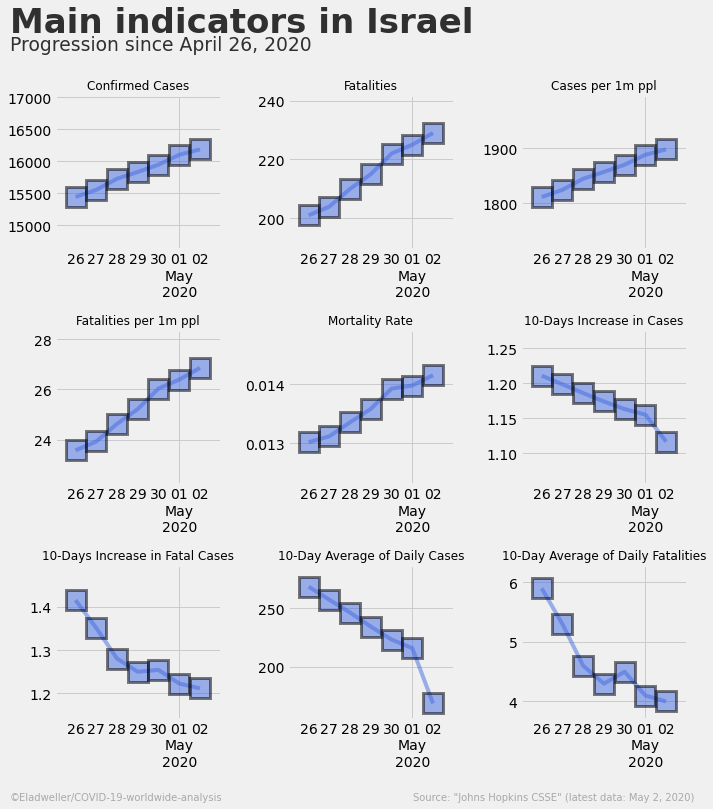 Main indicators in Israel
Progression since April 26, 2020
Confirmed Cases
17000
16500
16000
15500
15000
26 27 28 29 30 01 02
May
2020
Fatalities
240
220
200
26 27 28 29 30 01 02
May
2020
Cases per 1m ppl
1900
1800
26 27 28 29 30 01 02
May
2020
Fatalities per 1m ppl
28
26
24
26 27 28 29 30 01 02
May
2020
Mortality Rate
0.014
0.013
26 27 28 29 30 01 02
May
2020
10-Days Increase in Cases
1.25
1.20
1.15
1.10
26 27 28 29 30 01 02
May
2020
10-Days Increase in Fatal Cases
1.4
1.3
1.2
26 27 28 29 30 01 02
May
2020
10-Day Average of Daily Cases
250
200
26 27 28 29 30 01 02
May
2020
10-Day Average of Daily Fatalities
6
5
4
26 27 28 29 30 01 02
May
2020
©Eladweller/COVID-19-worldwide-analysis
Source: "Johns Hopkins CSSE" (latest data: May 2, 2020)